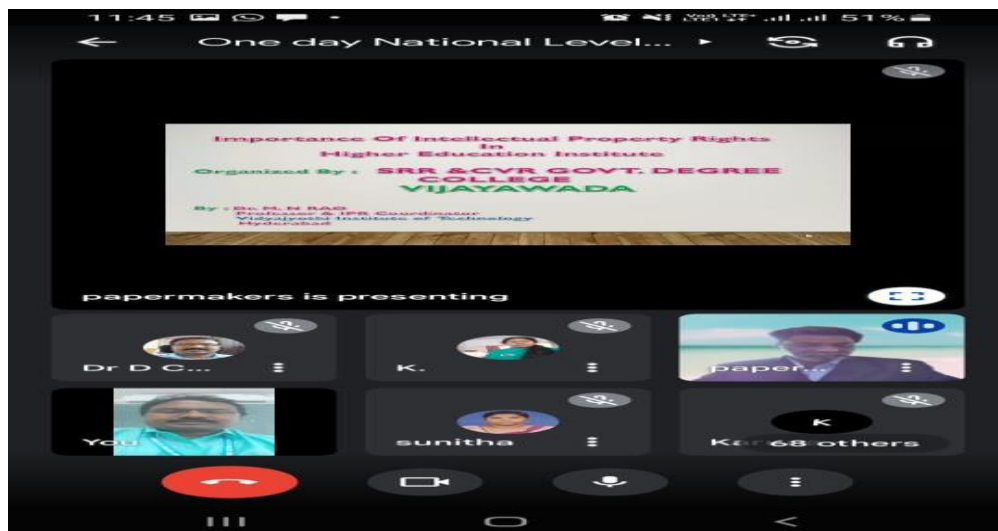 11:45
51%
One day National Level...
Importance Of Intellectual Property Rights
In
Higher Education Institute
Organized By : SRR &CVR GOVT. DEGREE
COLLEGE
VIJAYAWADA
By : Dr. M. N RAO
Professor & IPR Coordinator
Vidyajyothi Institute of Technology
Hyderabad
papermakers is presenting
Dr D C...
K.
paper...
You
sunitha
K
68 others